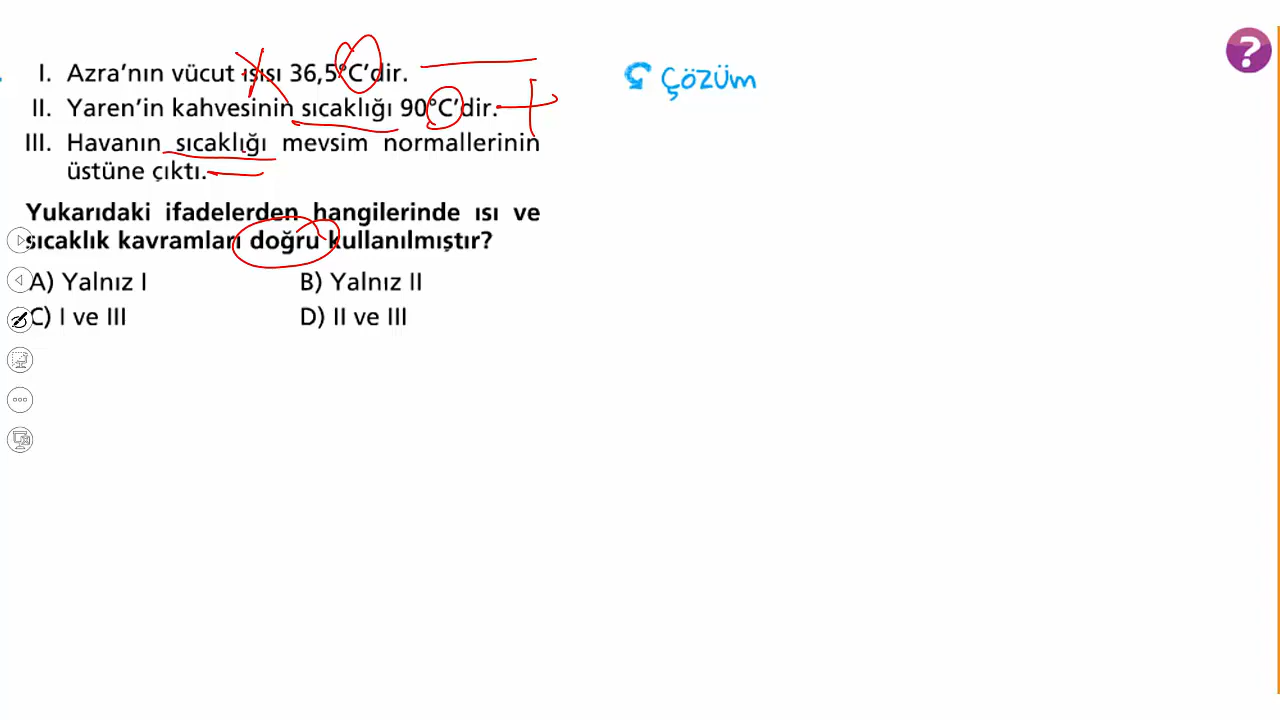 I. Azra’nın vücut ısısı 36,5°C’dir.
II. Yaren’in kahvesinin sıcaklığı 90°C’dir.
III. Havanın sıcaklığı mevsim normallerinin
üstüne çıktı.
Yukarıdaki ifadelerden hangilerinde ısı ve
sıcaklık kavramları doğru kullanılmıştır?
A) Yalnız I B) Yalnız II
C) I ve III D) II ve III
Çözüm
?